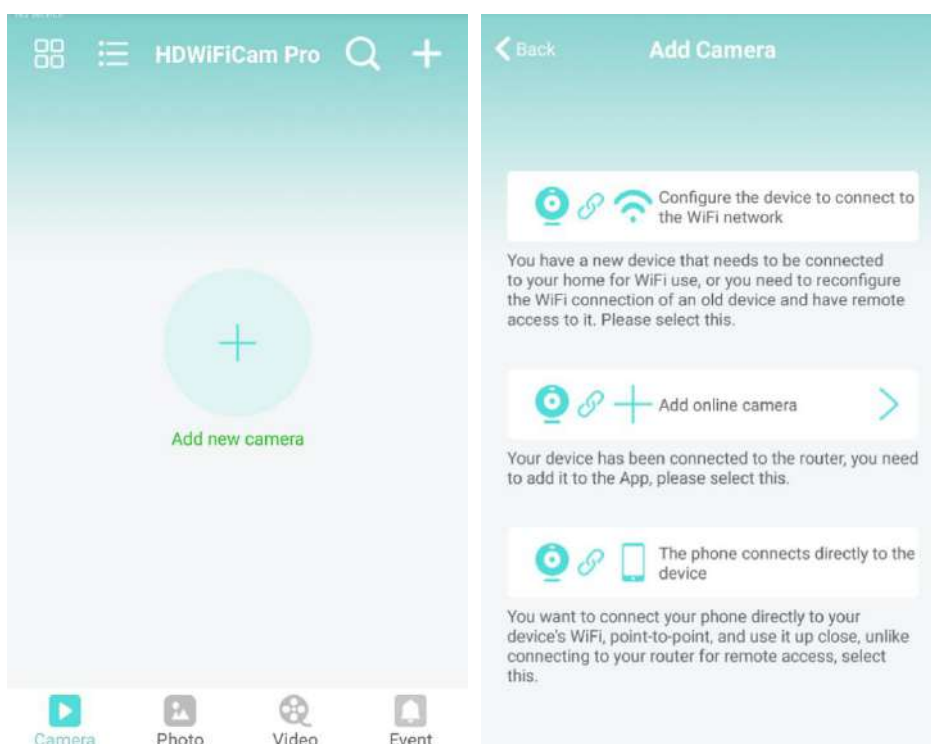 HDWiFiCam Pro
Add new camera
Camera
Photo
Video
Event
Back
Add Camera
Configure the device to connect to
the WiFi network
You have a new device that needs to be connected
to your home for WiFi use, or you need to reconfigure
the WiFi connection of an old device and have remote
access to it. Please select this.
Add online camera
Your device has been connected to the router, you need
to add it to the App, please select this.
The phone connects directly to the
device
You want to connect your phone directly to your
device's WiFi, point-to-point, and use it up close, unlike
connecting to your router for remote access, select
this.